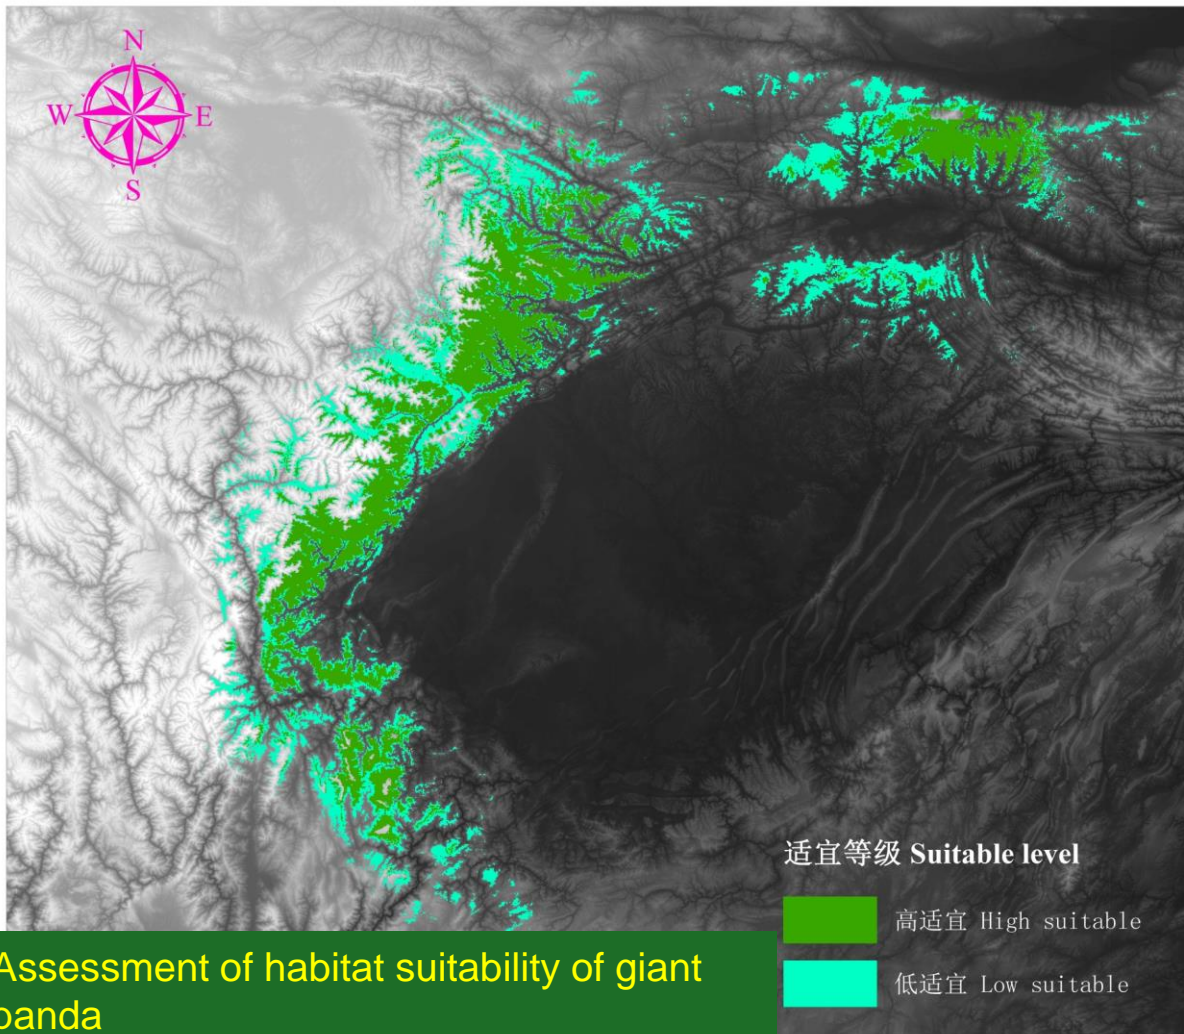 N
W E
S
适宜等级 Suitable level
高适宜 High suitable
低适宜 Low suitable
Assessment of habitat suitability of giant
panda